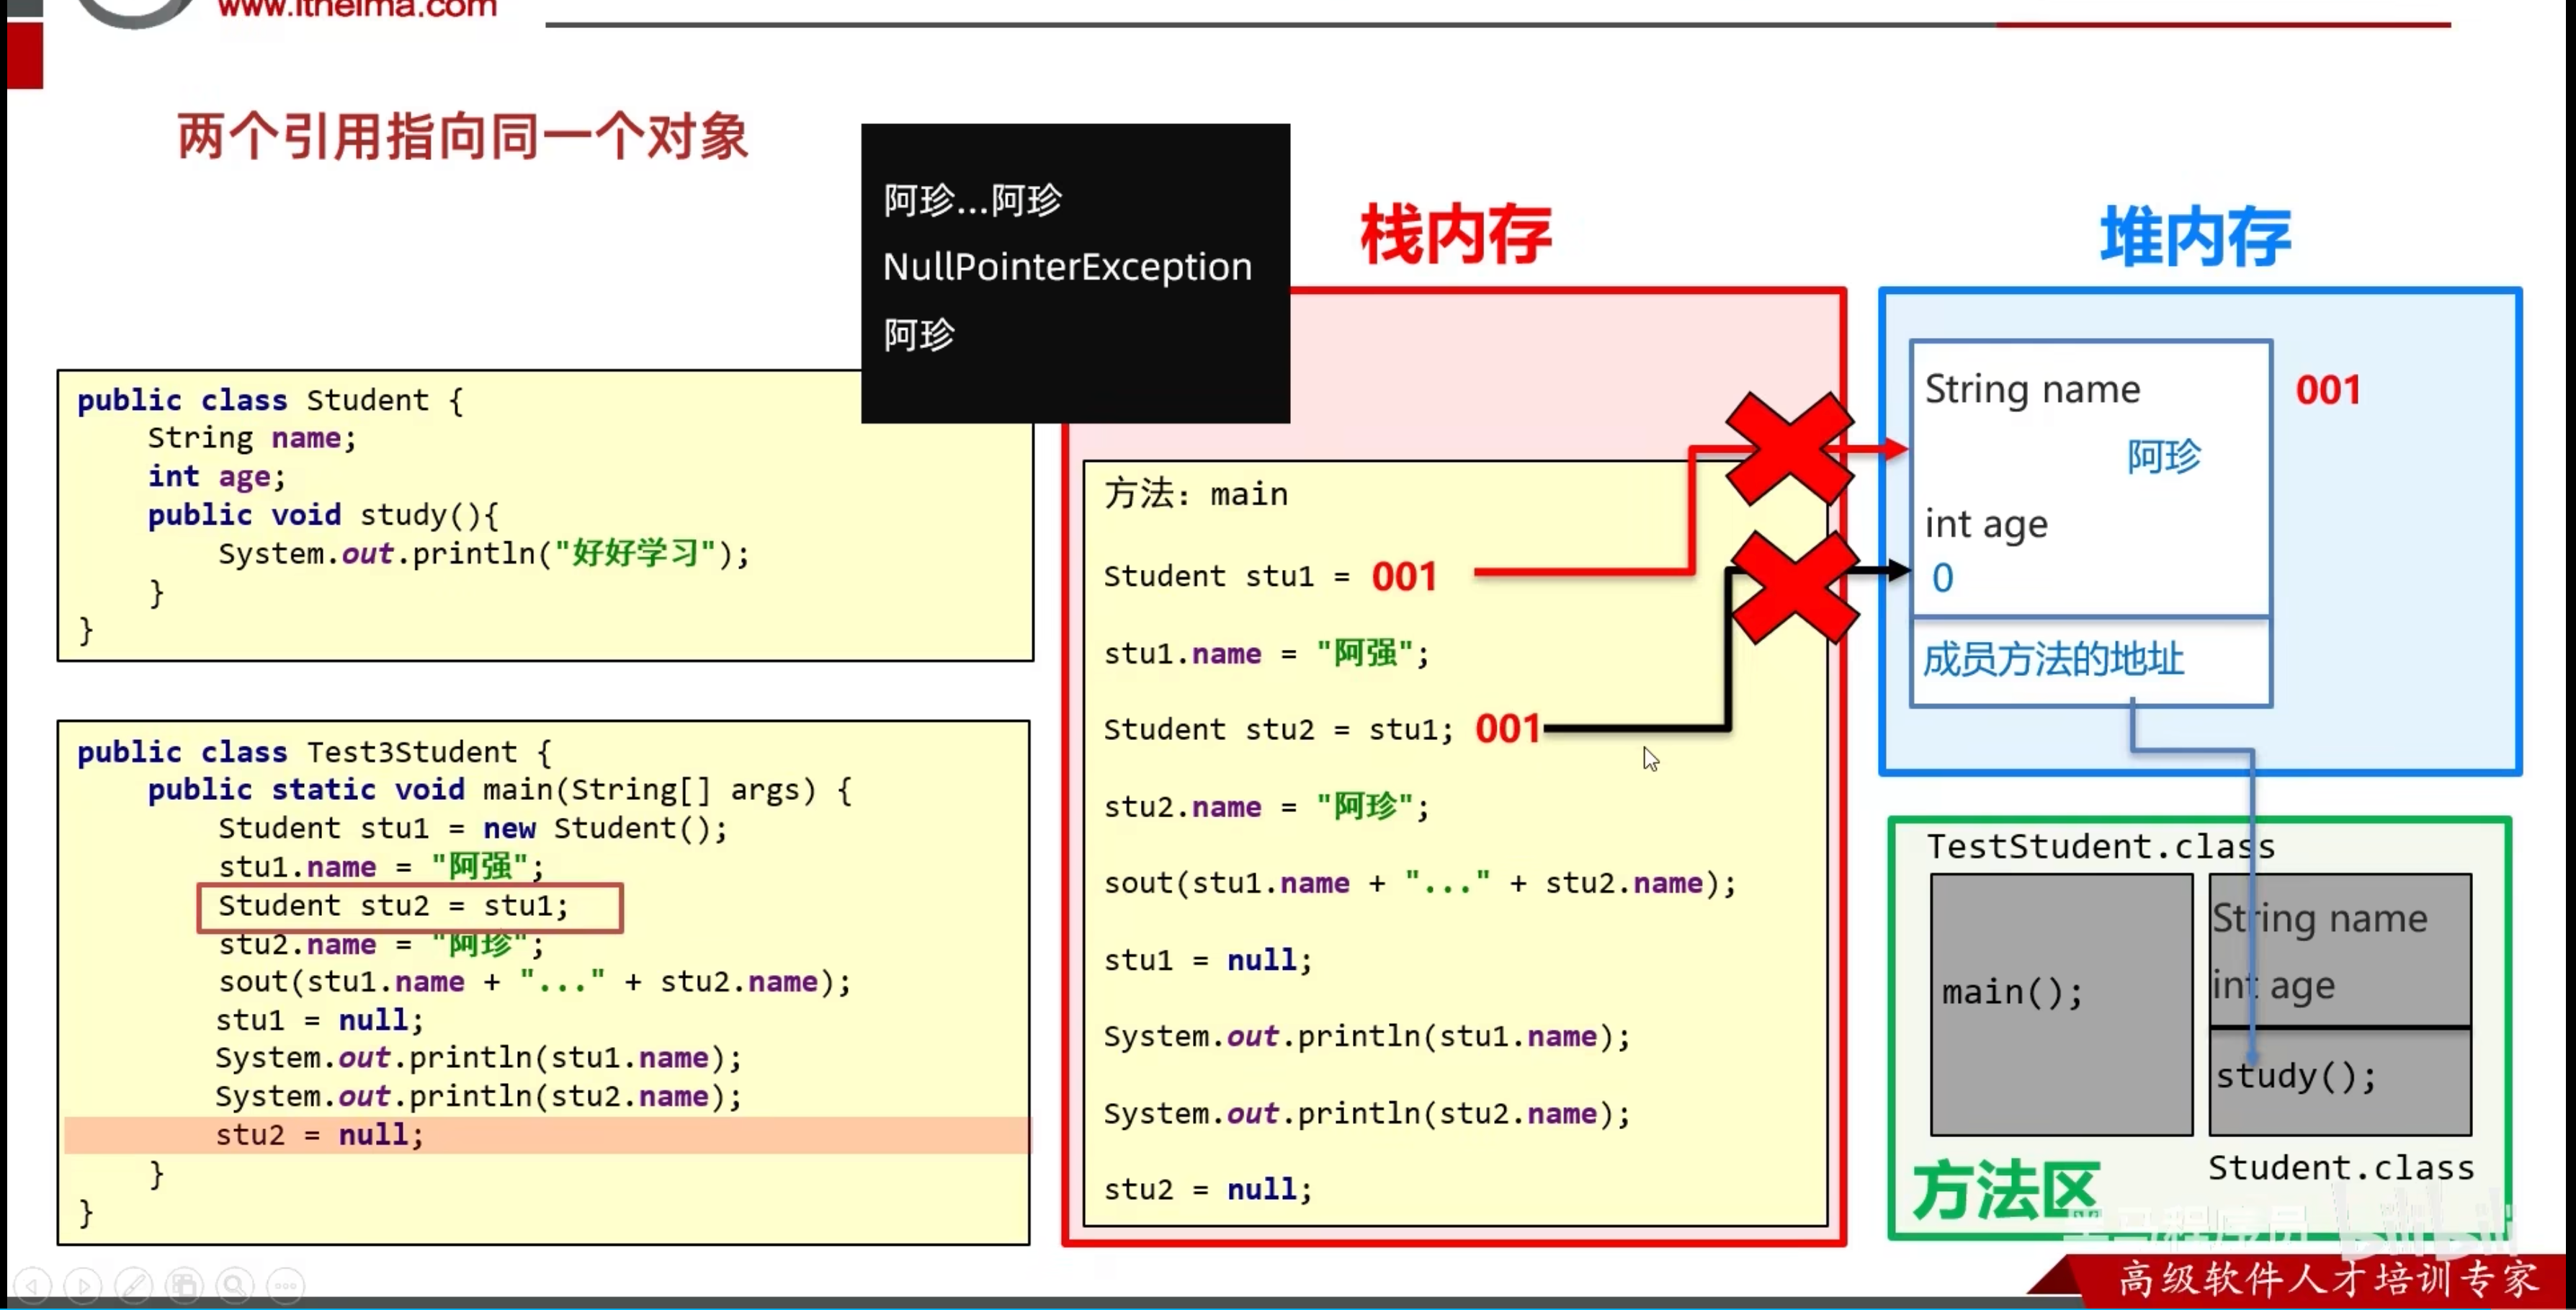 www.itheima.com
两个引用指向同一个对象
阿珍...阿珍
NullPointerException
阿珍
public class Student {
String name;
int age;
public void study(){
System.out.println("好好学习");
}
}
public class Test3Student {
public static void main(String[] args) {
Student stu1 = new Student();
stu1.name = "阿强";
Student stu2 = stu1;
stu2.name = "阿珍";
sout(stu1.name + "..." + stu2.name);
stu1 = null;
System.out.println(stu1.name);
System.out.println(stu2.name);
stu2 = null;
}
}
栈内存
方法：main
Student stu1 = 001
stu1.name = "阿强";
Student stu2 = stu1; 001
stu2.name = "阿珍";
sout(stu1.name + "..." + stu2.name);
stu1 = null;
System.out.println(stu1.name);
System.out.println(stu2.name);
stu2 = null;
堆内存
String name
001
阿珍
int age
0
成员方法的地址
TestStudent.class
main();
String name
int age
study();
Student.class
方法区
黑马程序员
bilibili
高级软件人才培训专家